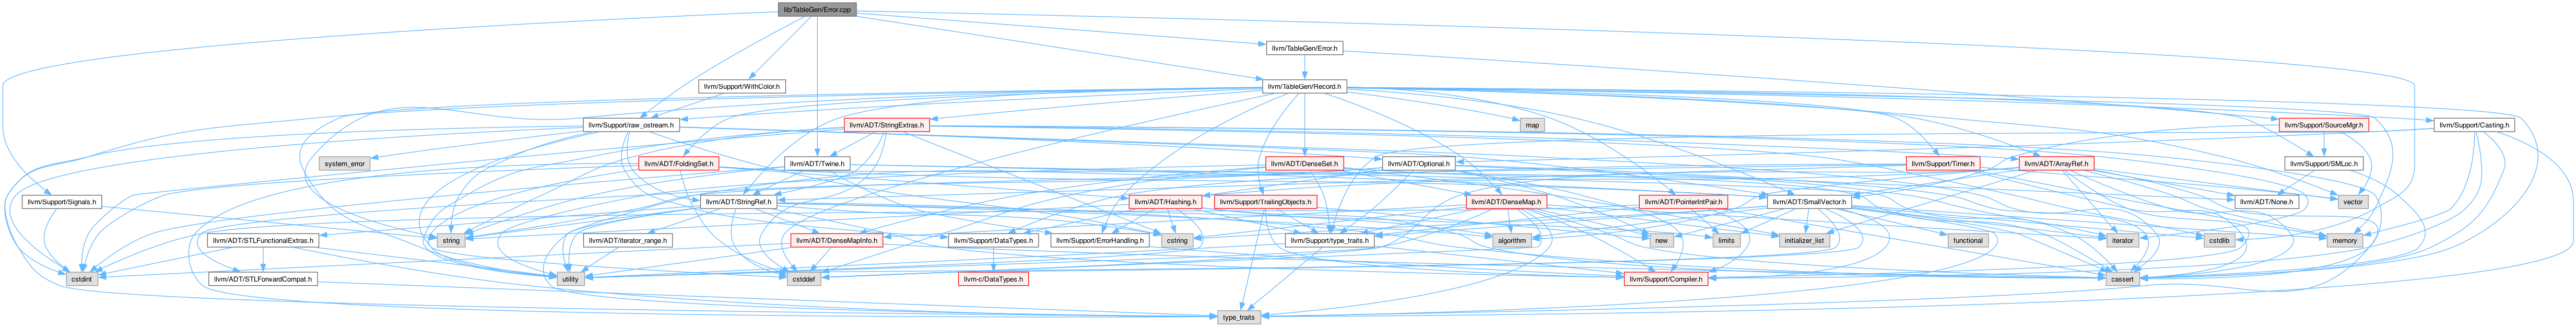 lib/TableGen/Error.cpp
llvm/TableGen/Error.h
llvm/Support/WithColor.h
llvm/TableGen/Record.h
llvm/Support/raw_ostream.h
llvm/ADT/StringExtras.h
map
llvm/Support/SourceMgr.h
llvm/Support/Casting.h
system_error
llvm/ADT/FoldingSet.h
llvm/ADT/Twine.h
llvm/ADT/DenseSet.h
llvm/ADT/Optional.h
llvm/Support/Timer.h
llvm/ADT/ArrayRef.h
llvm/Support/SMLoc.h
llvm/Support/Signals.h
llvm/ADT/StringRef.h
llvm/ADT/Hashing.h
llvm/Support/TrailingObjects.h
llvm/ADT/DenseMap.h
llvm/ADT/PointerIntPair.h
llvm/ADT/SmallVector.h
llvm/ADT/None.h
vector
llvm/ADT/STLFunctionalExtras.h
string
llvm/ADT/iterator_range.h
llvm/ADT/DenseMapInfo.h
llvm/Support/DataTypes.h
llvm/Support/ErrorHandling.h
cstring
llvm/Support/type_traits.h
algorithm
new
limits
initializer_list
functional
iterator
cstdlib
memory
cstdint
llvm/ADT/STLForwardCompat.h
utility
cstddef
llvm-c/DataTypes.h
llvm/Support/Compiler.h
cassert
type_traits